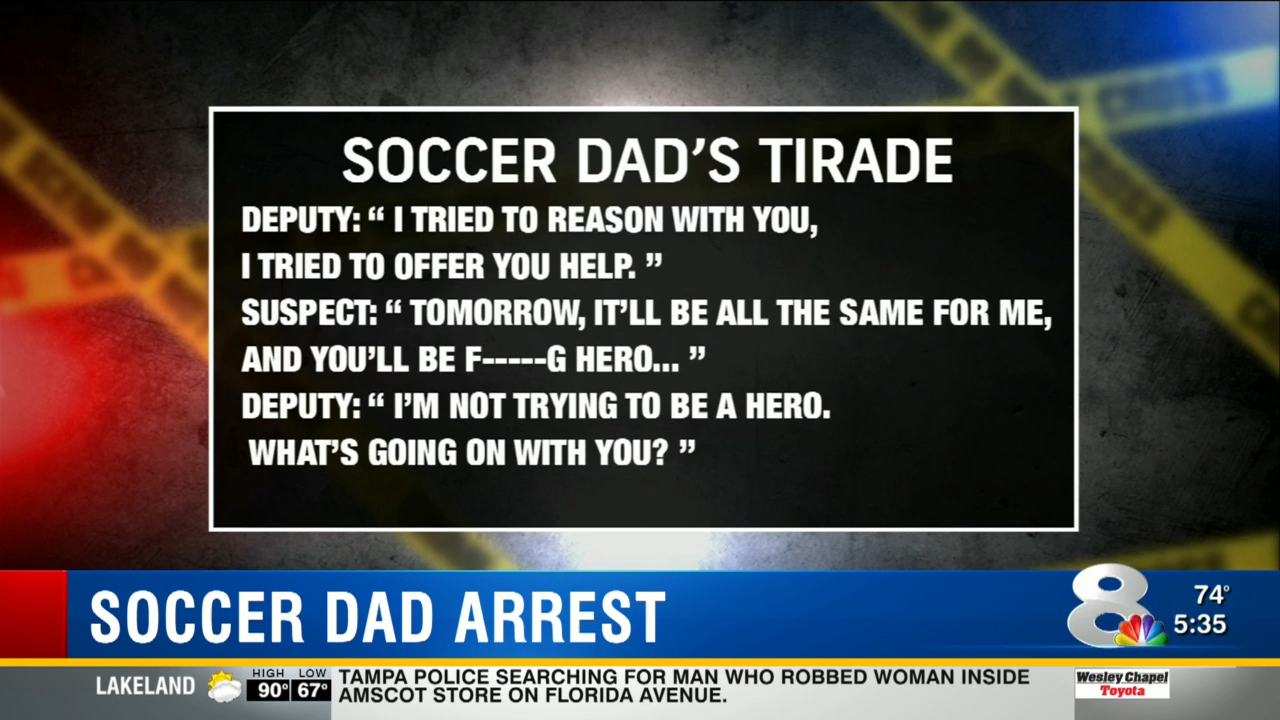 SOCCER DAD'S TIRADE
DEPUTY: “ I TRIED TO REASON WITH YOU,
I TRIED TO OFFER YOU HELP. ”
SUSPECT: “ TOMORROW, IT’LL BE ALL THE SAME FOR ME,
AND YOU’LL BE F-----G HERO... ”
DEPUTY: “ I’M NOT TRYING TO BE A HERO.
WHAT’S GOING ON WITH YOU? ”
SOCCER DAD ARREST
8
74°
5:35
LAKELAND
HIGH LOW
90° 67°
TAMPA POLICE SEARCHING FOR MAN WHO ROBBED WOMAN INSIDE
AMSCOT STORE ON FLORIDA AVENUE.
Wesley Chapel
Toyota